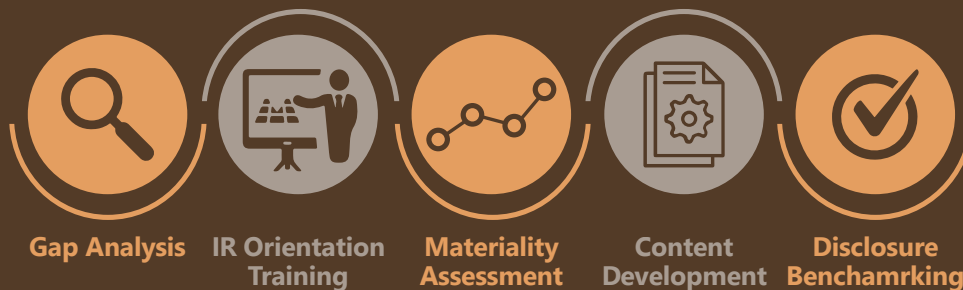 Gap Analysis
IR Orientation
Training
Materiality
Assessment
Content
Development
Disclosure
Benchamrking